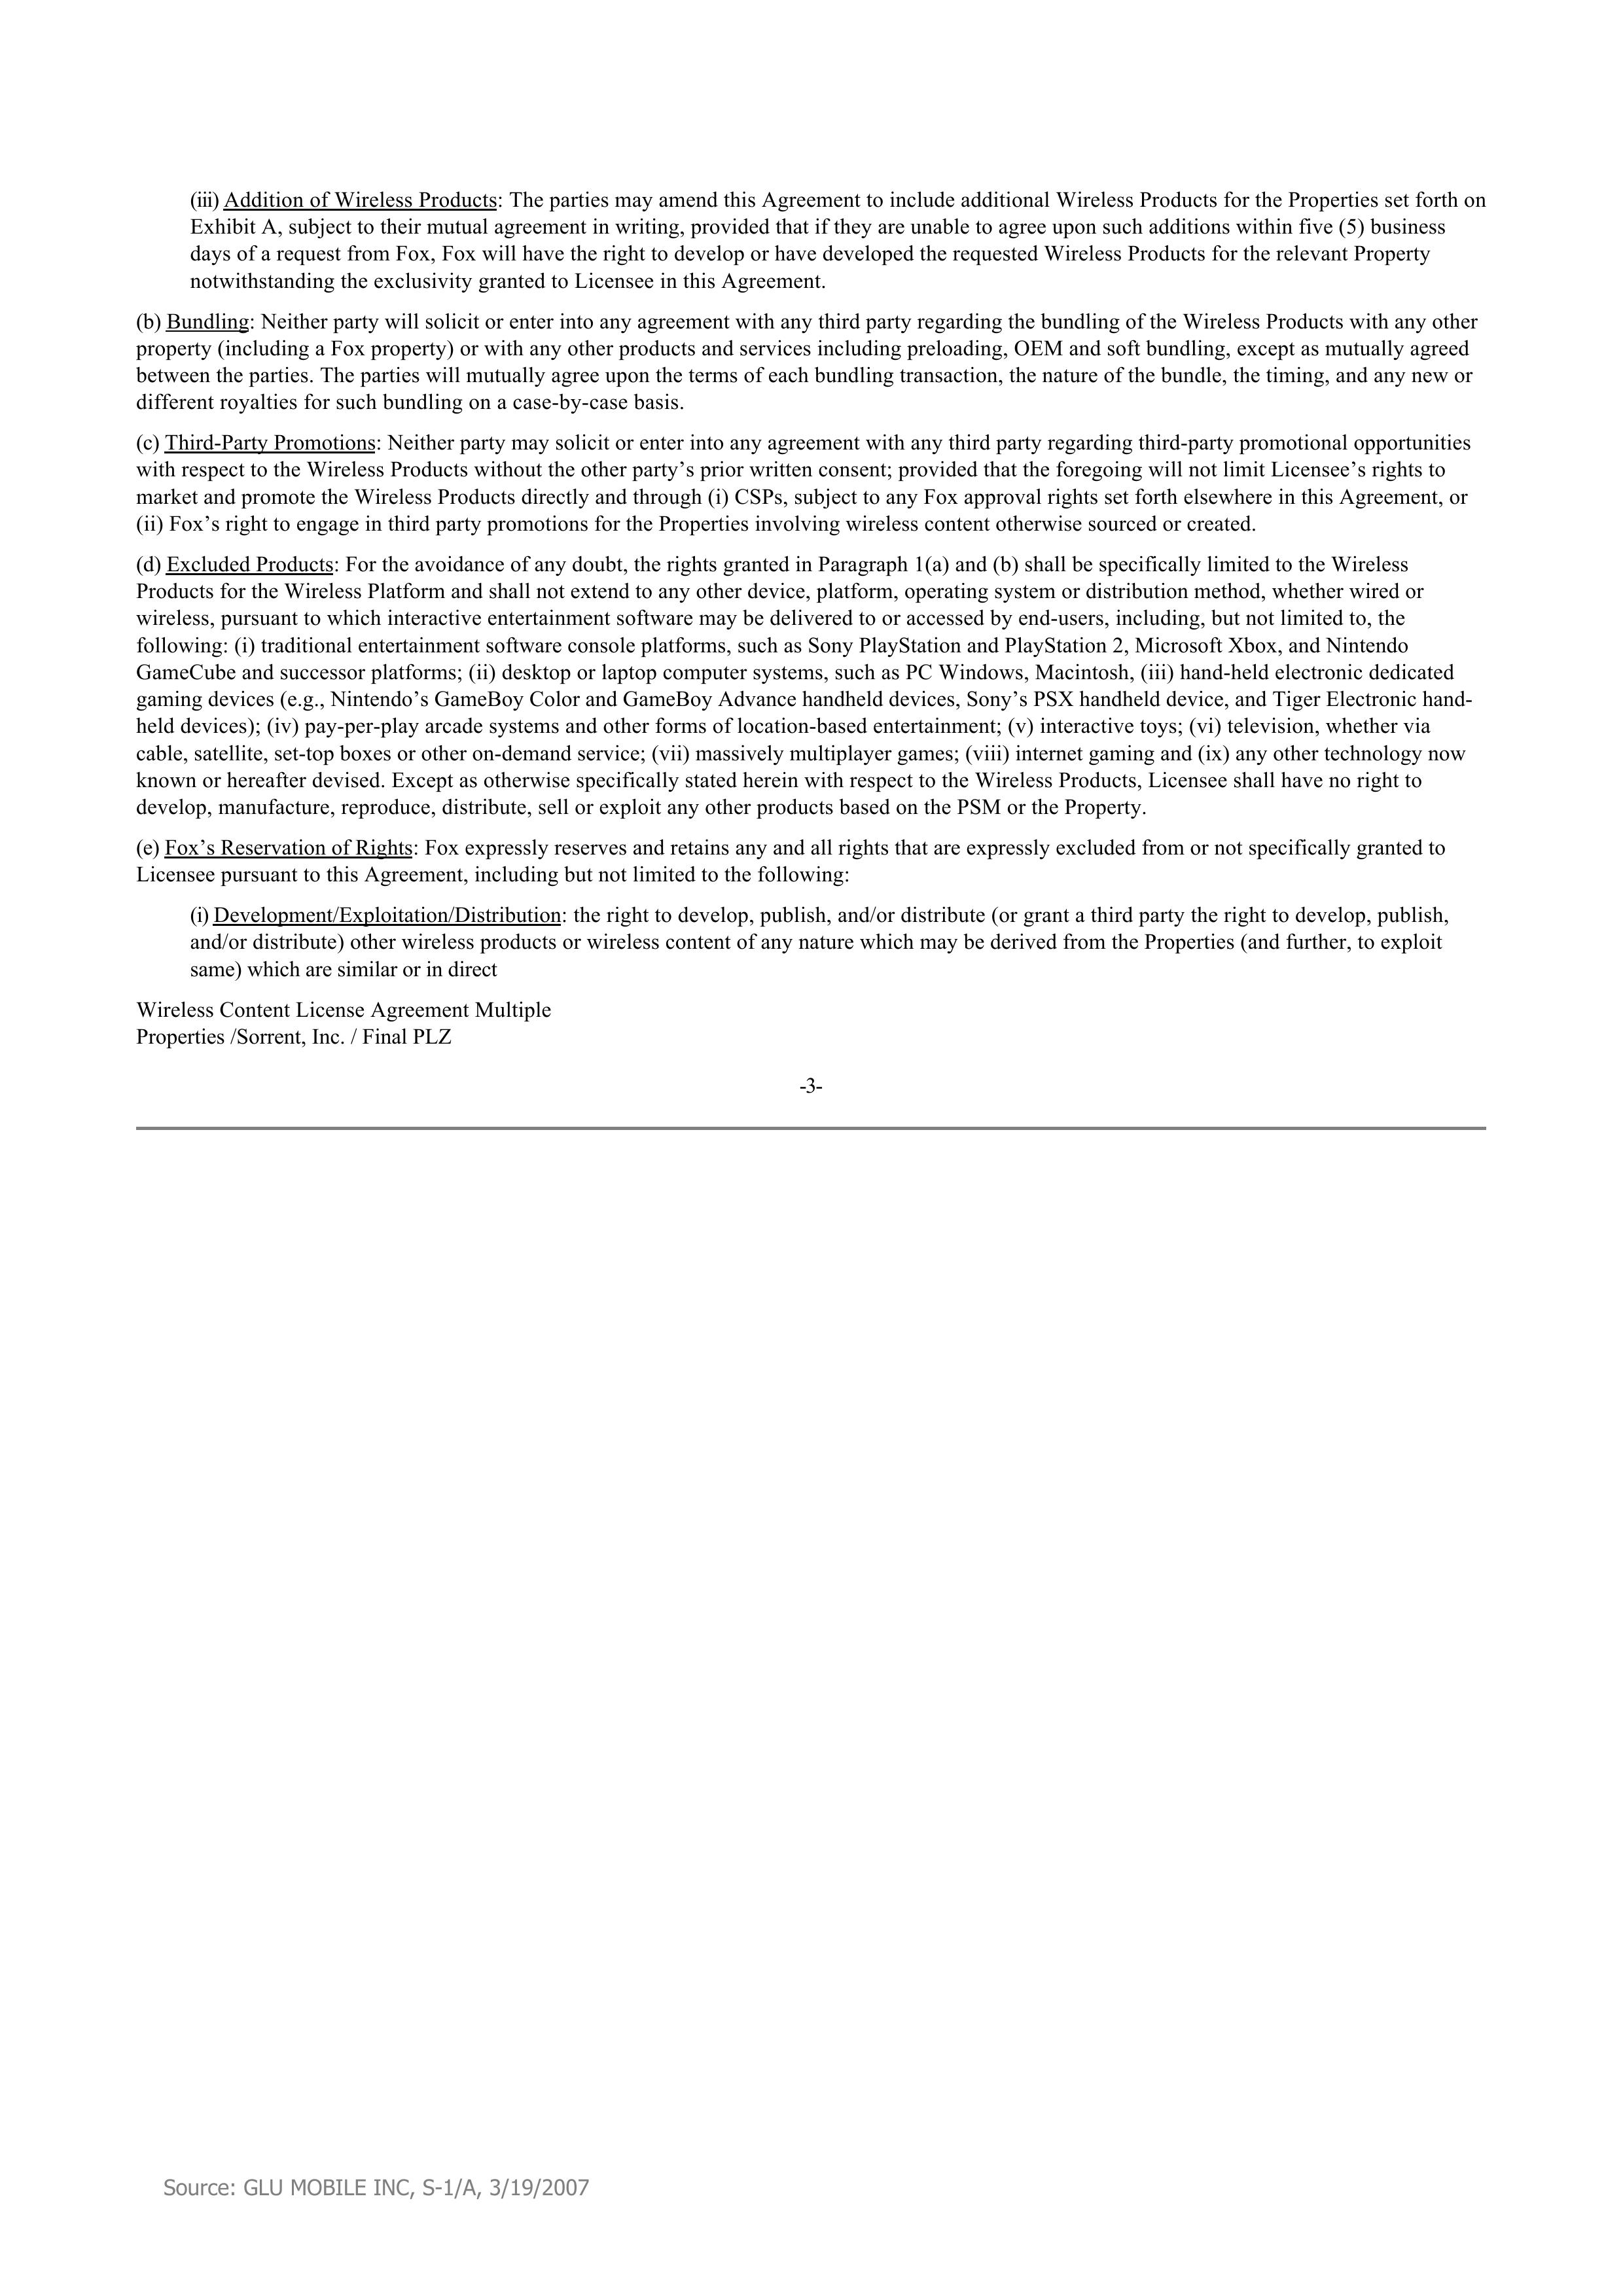 (iii) Addition of Wireless Products: The parties may amend this Agreement to include additional Wireless Products for the Properties set forth on
Exhibit A, subject to their mutual agreement in writing, provided that if they are unable to agree upon such additions within five (5) business
days of a request from Fox, Fox will have the right to develop or have developed the requested Wireless Products for the relevant Property
notwithstanding the exclusivity granted to Licensee in this Agreement.
(b) Bundling: Neither party will solicit or enter into any agreement with any third party regarding the bundling of the Wireless Products with any other
property (including a Fox property) or with any other products and services including preloading, OEM and soft bundling, except as mutually agreed
between the parties. The parties will mutually agree upon the terms of each bundling transaction, the nature of the bundle, the timing, and any new or
different royalties for such bundling on a case-by-case basis.
(c) Third-Party Promotions: Neither party may solicit or enter into any agreement with any third party regarding third-party promotional opportunities
with respect to the Wireless Products without the other party’s prior written consent; provided that the foregoing will not limit Licensee’s rights to
market and promote the Wireless Products directly and through (i) CSPs, subject to any Fox approval rights set forth elsewhere in this Agreement, or
(ii) Fox’s right to engage in third party promotions for the Properties involving wireless content otherwise sourced or created.
(d) Excluded Products: For the avoidance of any doubt, the rights granted in Paragraph 1(a) and (b) shall be specifically limited to the Wireless
Products for the Wireless Platform and shall not extend to any other device, platform, operating system or distribution method, whether wired or
wireless, pursuant to which interactive entertainment software may be delivered to or accessed by end-users, including, but not limited to, the
following: (i) traditional entertainment software console platforms, such as Sony PlayStation and PlayStation 2, Microsoft Xbox, and Nintendo
GameCube and successor platforms; (ii) desktop or laptop computer systems, such as PC Windows, Macintosh, (iii) hand-held electronic dedicated
gaming devices (e.g., Nintendo’s GameBoy Color and GameBoy Advance handheld devices, Sony’s PSX handheld device, and Tiger Electronic hand-
held devices); (iv) pay-per-play arcade systems and other forms of location-based entertainment; (v) interactive toys; (vi) television, whether via
cable, satellite, set-top boxes or other on-demand service; (vii) massively multiplayer games; (viii) internet gaming and (ix) any other technology now
known or hereafter devised. Except as otherwise specifically stated herein with respect to the Wireless Products, Licensee shall have no right to
develop, manufacture, reproduce, distribute, sell or exploit any other products based on the PSM or the Property.
(e) Fox’s Reservation of Rights: Fox expressly reserves and retains any and all rights that are expressly excluded from or not specifically granted to
Licensee pursuant to this Agreement, including but not limited to the following:
(i) Development/Exploitation/Distribution: the right to develop, publish, and/or distribute (or grant a third party the right to develop, publish,
and/or distribute) other wireless products or wireless content of any nature which may be derived from the Properties (and further, to exploit
same) which are similar or in direct
Wireless Content License Agreement Multiple
Properties /Sorrent, Inc. / Final PLZ
-3-
Source: GLU MOBILE INC, S-1/A, 3/19/2007